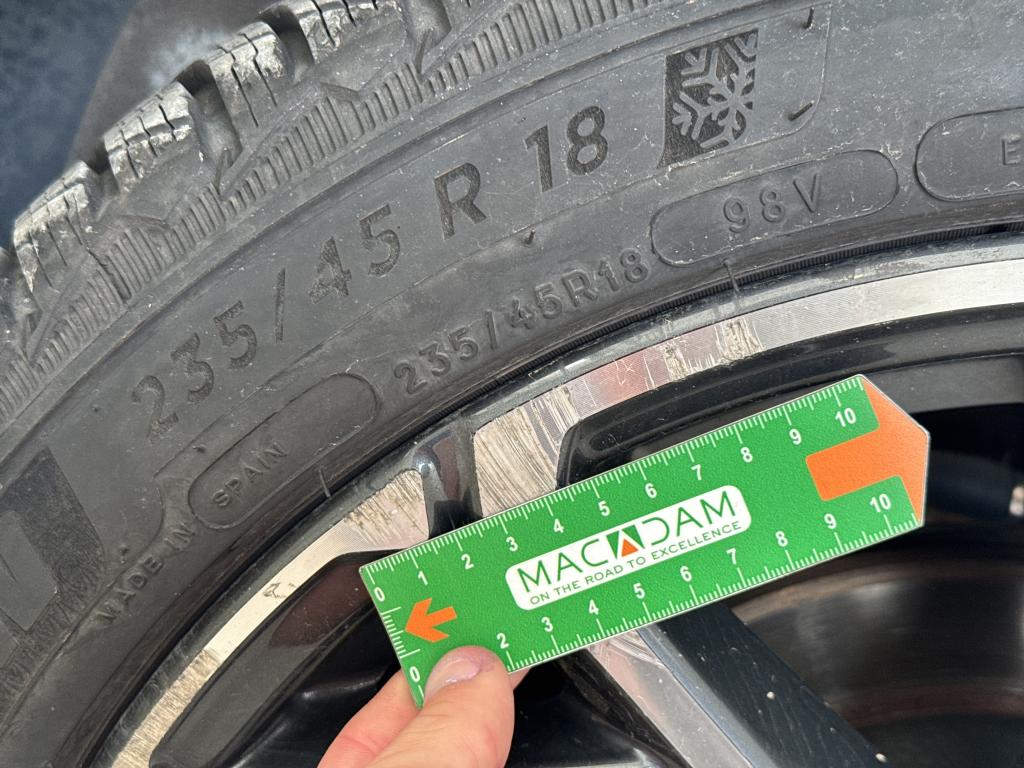 235/45 R 18
98V
E
235/45R18
SPAIN
MADE IN
0 1 2 3 4 5 6 7 8 9 10
MACADAM
ON THE ROAD TO EXCELLENCE
0 2 3 4 5 6 7 8 9 10